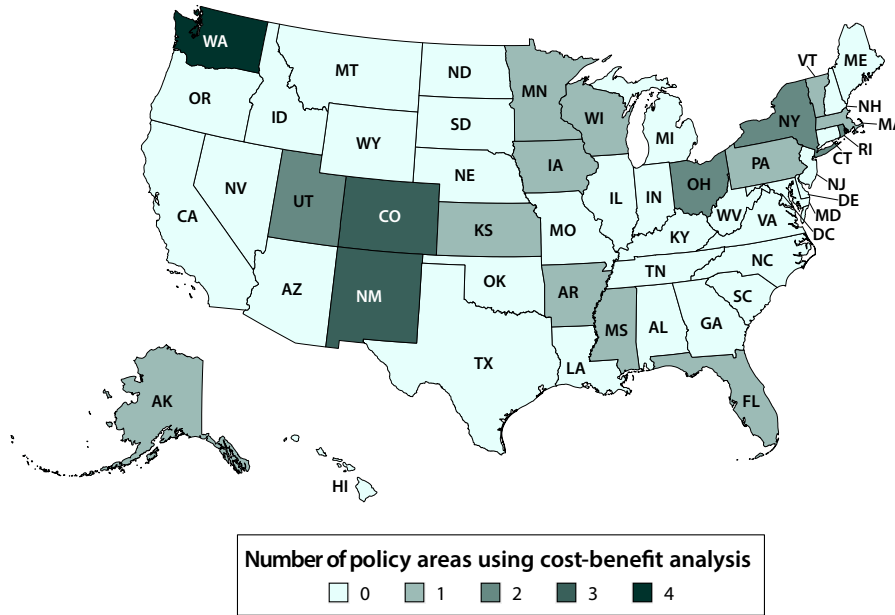 WA
MT
ND
MN
VT
ME
OR
ID
SD
WI
NY
NH
WY
MI
RI
IA
PA
CT
NE
NJ
NV
UT
IL
IN
OH
DE
CA
CO
WV
VA
MD
KS
MO
KY
DC
NC
TN
AZ
NM
OK
AR
SC
MS
AL
GA
TX
LA
AK
FL
HI
Number of policy areas using cost-benefit analysis
0 1 2 3 4